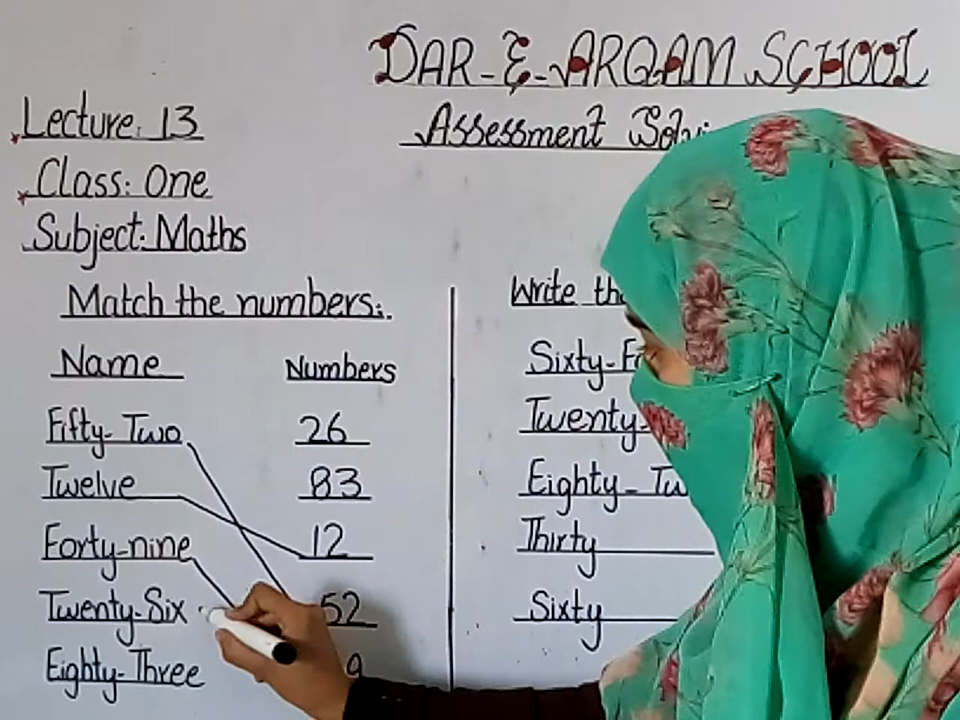 DAR-E-ARQAM SCHOOL
Assessment
Lecture: 13
Class: One
Subject: Maths
Match the numbers:
Name Numbers
Fifty-Two 26
Twelve 83
Forty-nine 12
Twenty-Six 52
Eighty-Three 9
Write
Sixty-
Twenty-
Eighty-
Thirty
Sixty